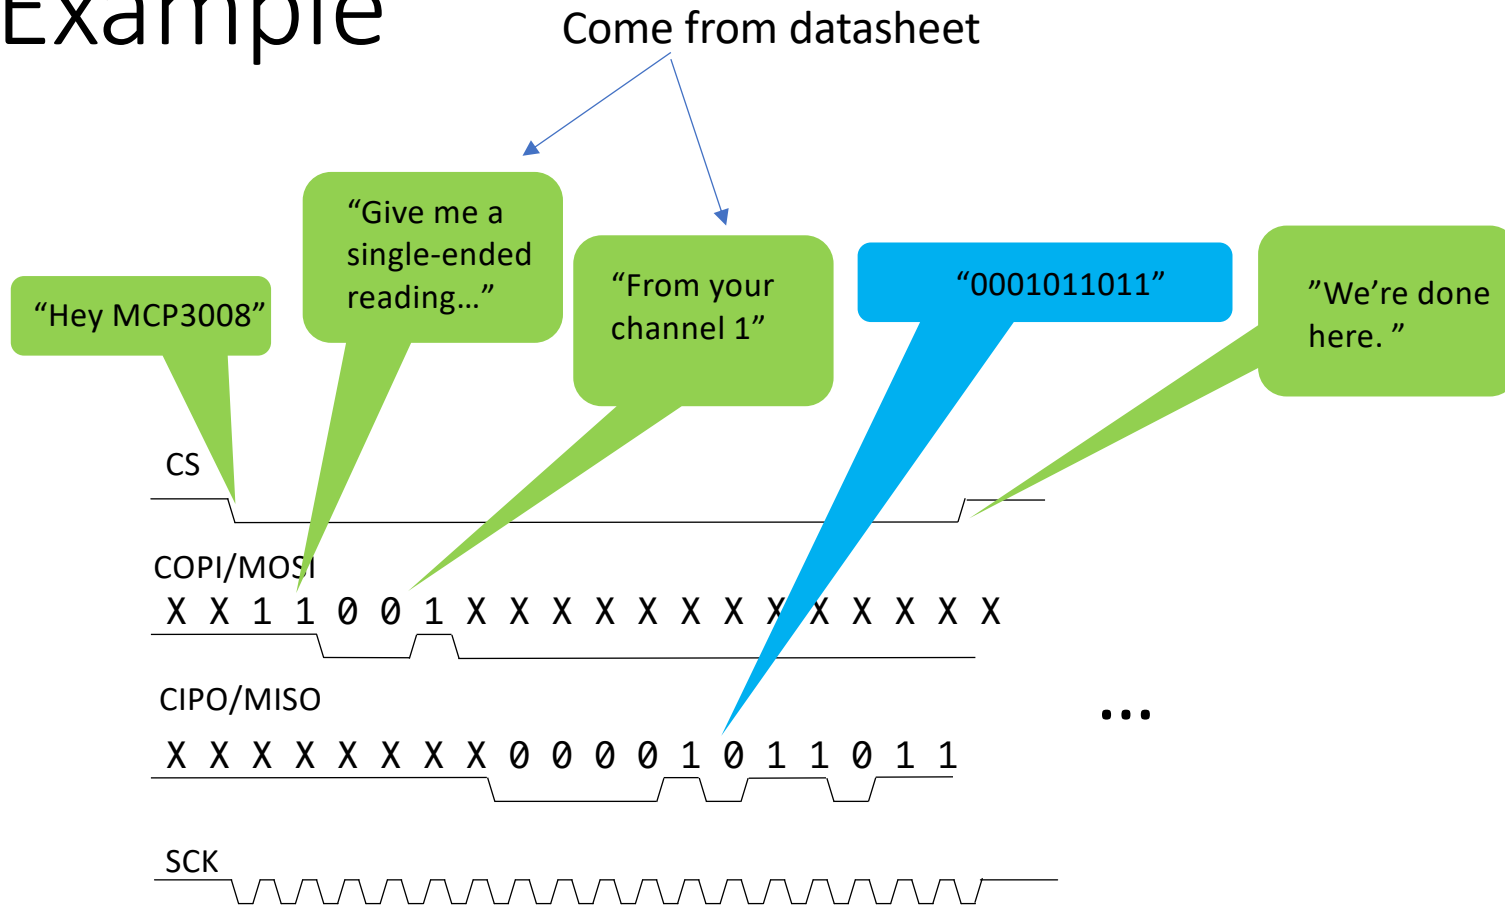 Example
Come from datasheet
“Hey MCP3008”
“Give me a
single-ended
reading…”
“From your
channel 1”
“0001011011”
”We’re done
here. ”
CS
COPI/MOSI
X X 1 1 0 0 1 X X X X X X X X X X X X X
CIPO/MISO
X X X X X X X X 0 0 0 0 1 0 1 1 0 1 1
...
SCK